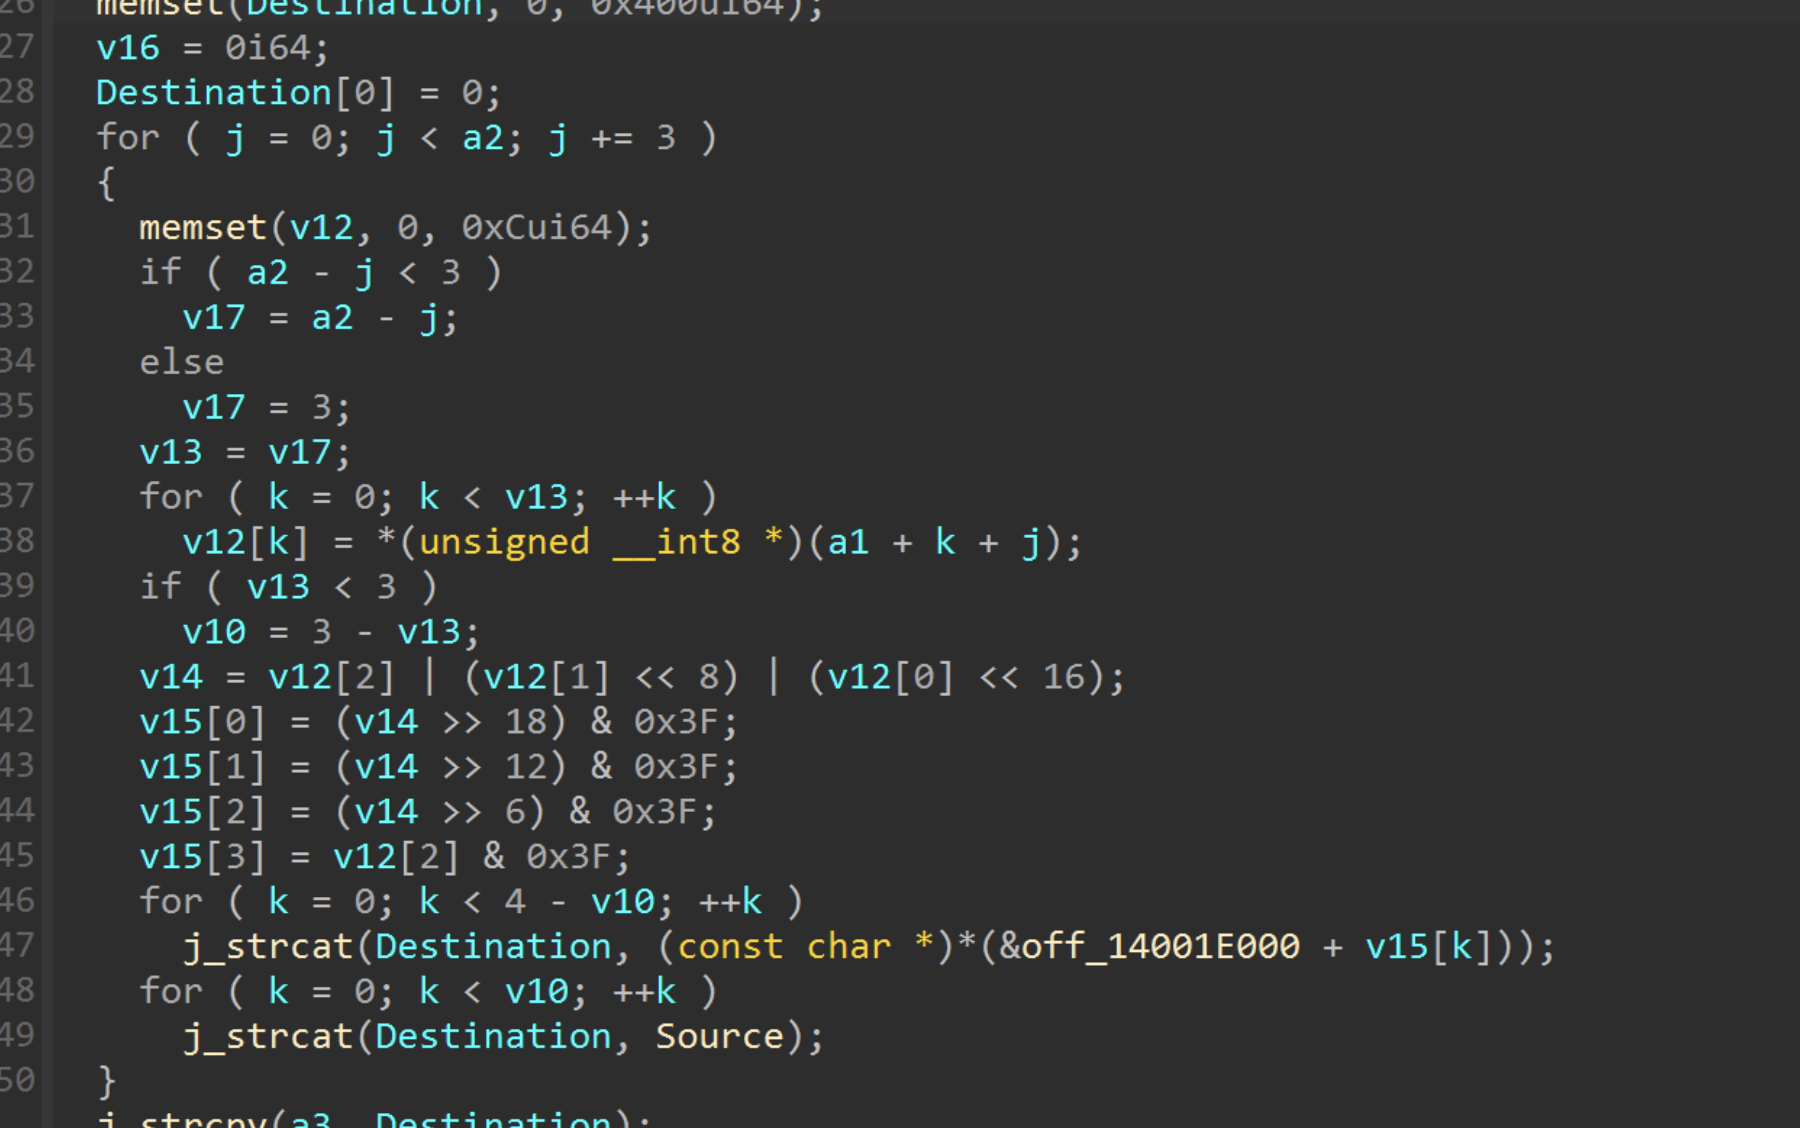 26 memset(Destination, 0, 0x400ui64);
27 v16 = 0i64;
28 Destination[0] = 0;
29 for ( j = 0; j < a2; j += 3 )
30 {
31 memset(v12, 0, 0xCui64);
32 if ( a2 - j < 3 )
33 v17 = a2 - j;
34 else
35 v17 = 3;
36 v13 = v17;
37 for ( k = 0; k < v13; ++k )
38 v12[k] = *(unsigned __int8 *)(a1 + k + j);
39 if ( v13 < 3 )
40 v10 = 3 - v13;
41 v14 = v12[2] | (v12[1] << 8) | (v12[0] << 16);
42 v15[0] = (v14 >> 18) & 0x3F;
43 v15[1] = (v14 >> 12) & 0x3F;
44 v15[2] = (v14 >> 6) & 0x3F;
45 v15[3] = v12[2] & 0x3F;
46 for ( k = 0; k < 4 - v10; ++k )
47 j_strcat(Destination, (const char *)*(&off_14001E000 + v15[k]));
48 for ( k = 0; k < v10; ++k )
49 j_strcat(Destination, Source);
50 }
j_strcpy(a3, Destination);